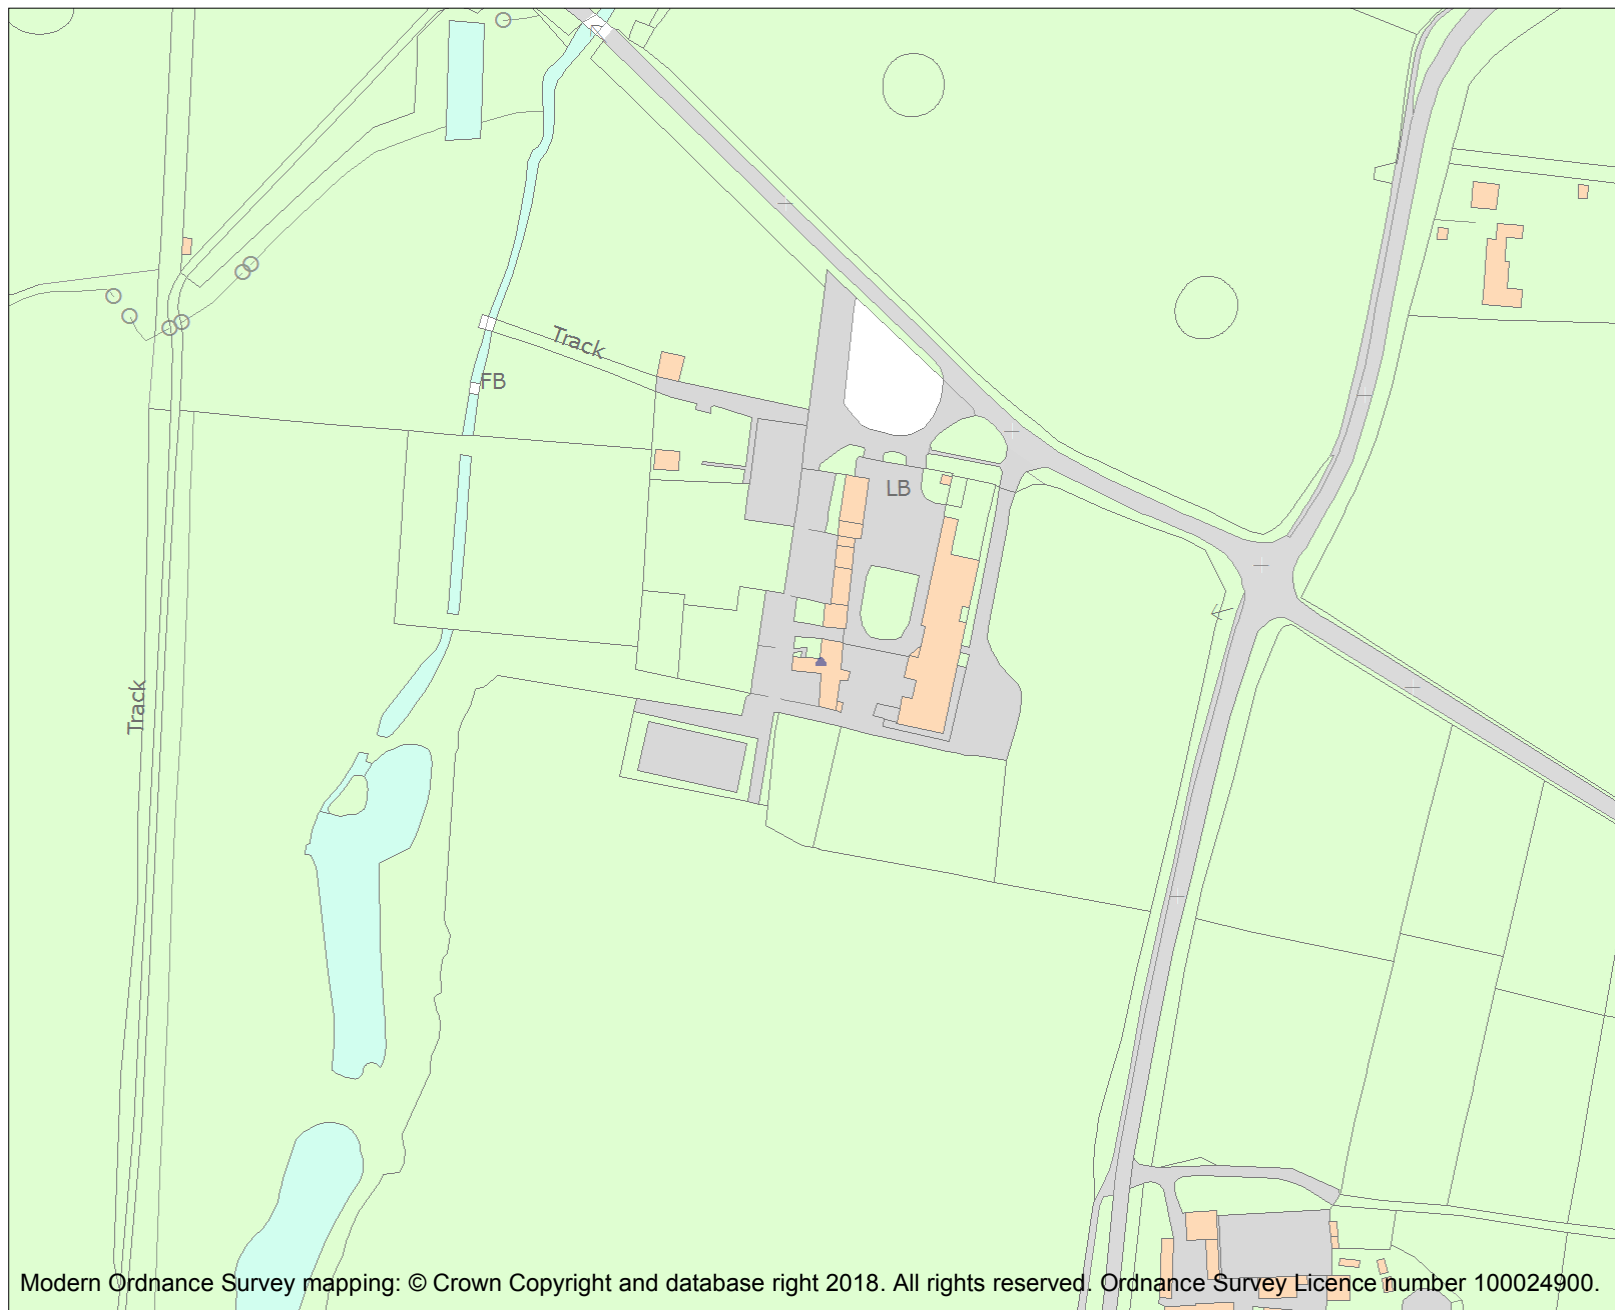 Track
FB
LB
Track
Modern Ordnance Survey mapping: © Crown Copyright and database right 2018. All rights reserved. Ordnance Survey Licence number 100024900.